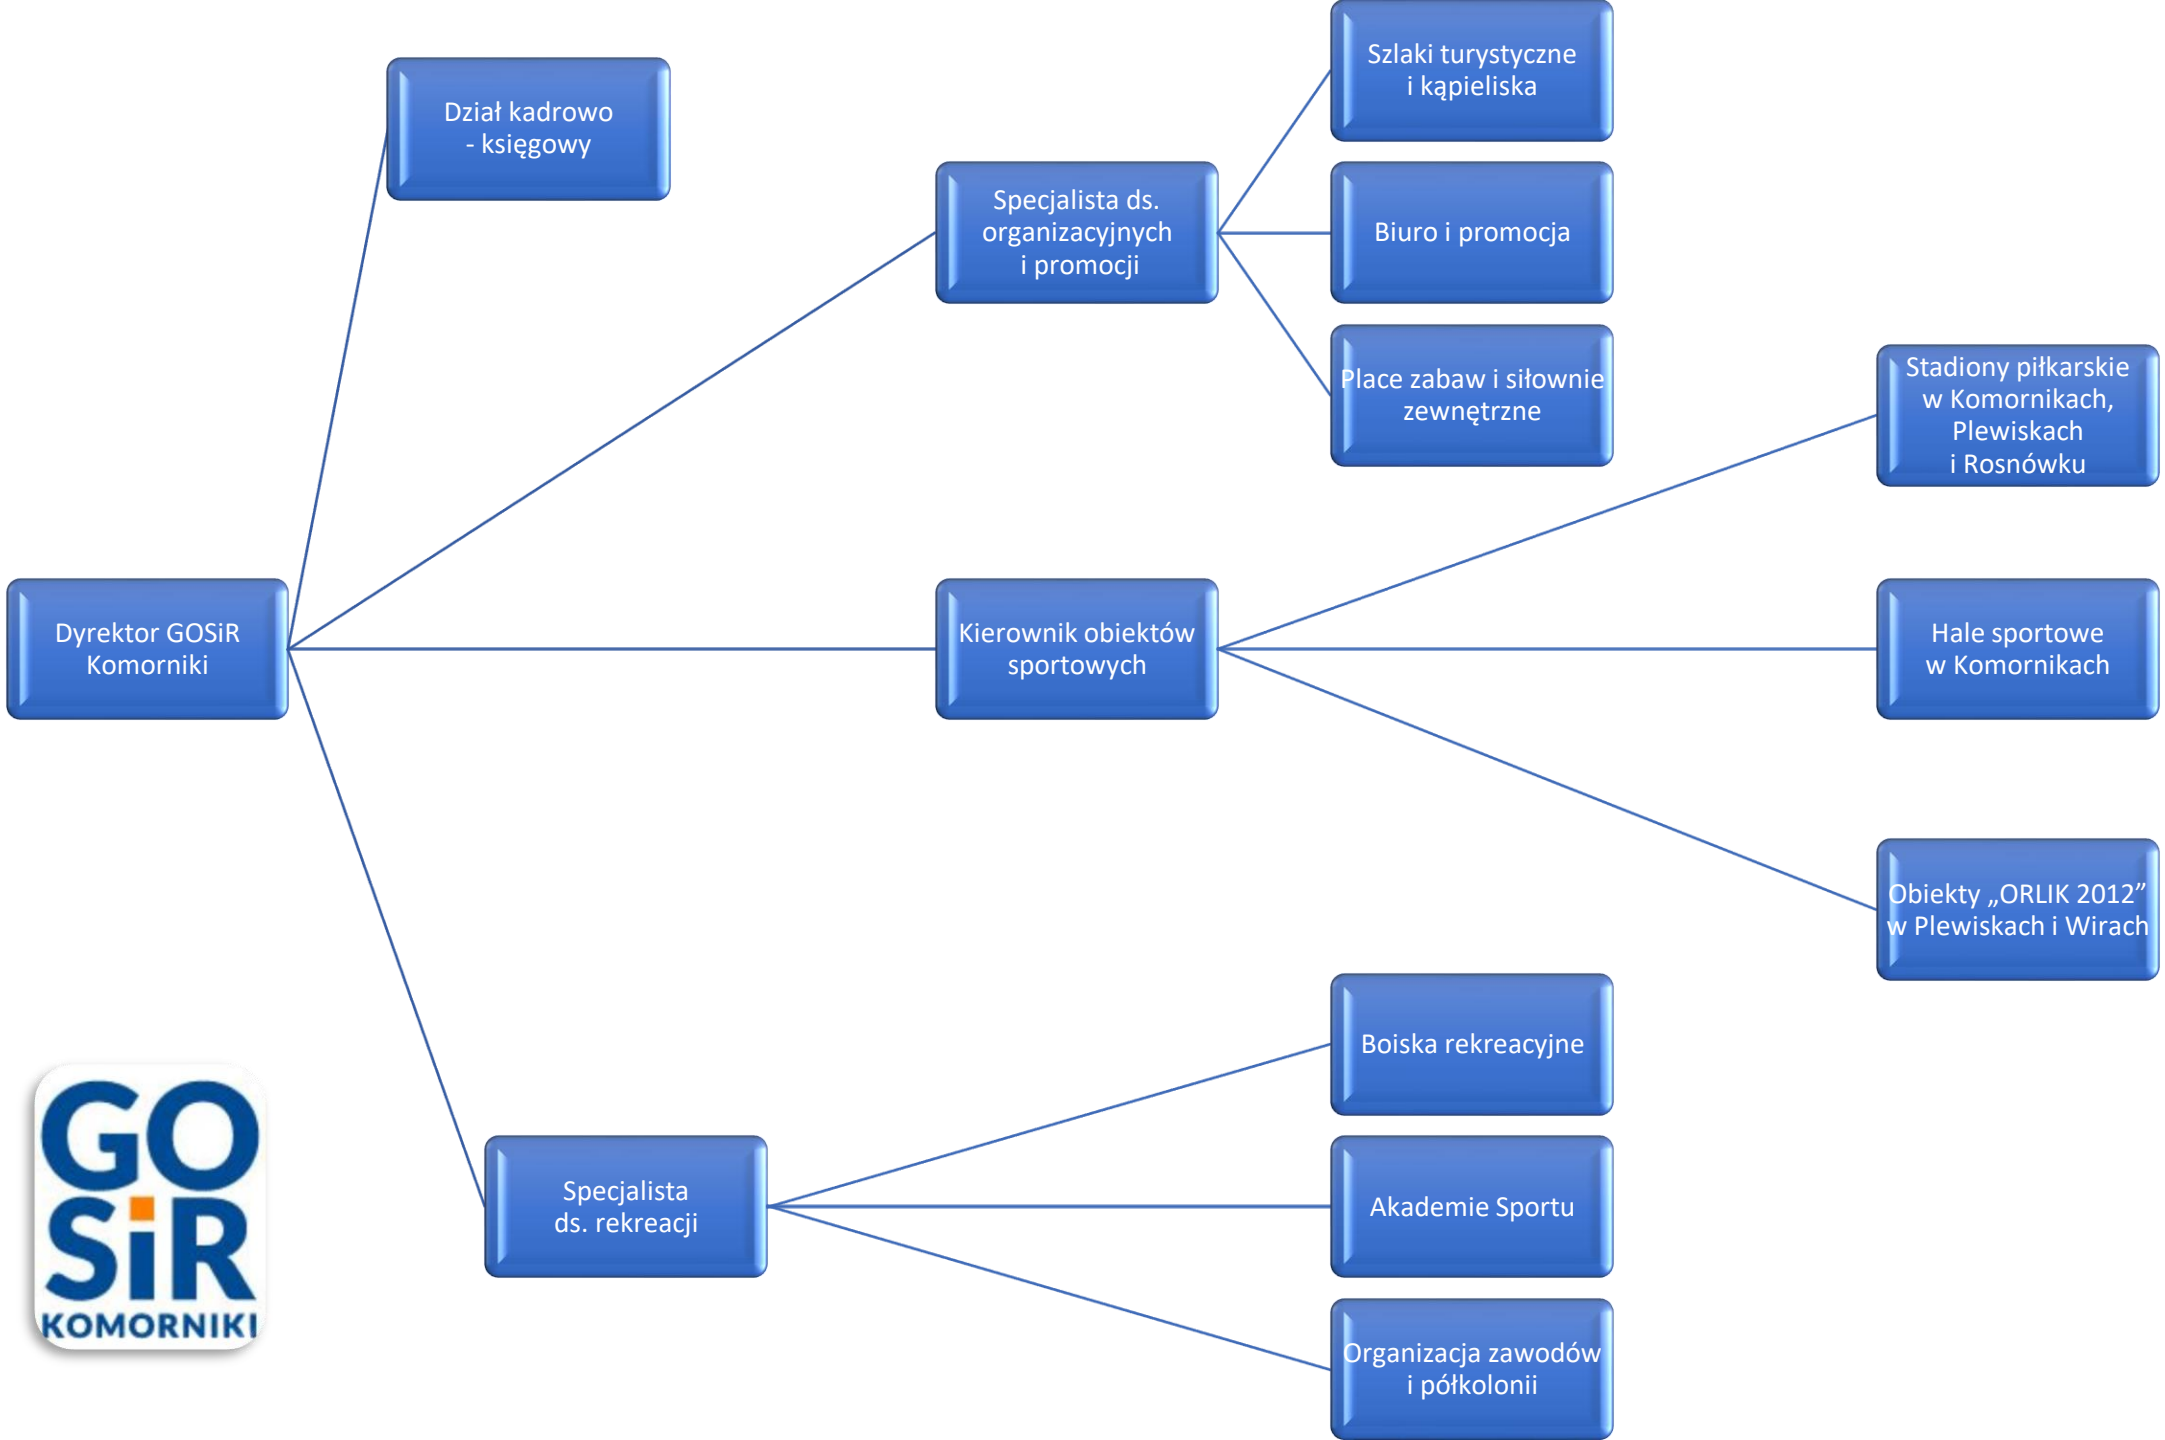 Szlaki turystyczne
i kąpieliska
Dział kadrowo
- księgowy
Specjalista ds.
organizacyjnych
i promocji
Biuro i promocja
Place zabaw i siłownie
zewnętrzne
Stadiony piłkarskie
w Komornikach,
Plewiskach
i Rosnówku
Dyrektor GOSiR
Komorniki
Kierownik obiektów
sportowych
Hale sportowe
w Komornikach
Obiekty „ORLIK 2012”
w Plewiskach i Wirach
Boiska rekreacyjne
Specjalista
ds. rekreacji
Akademie Sportu
Organizacja zawodów
i półkolonii
GO
SiR
KOMORNIKI